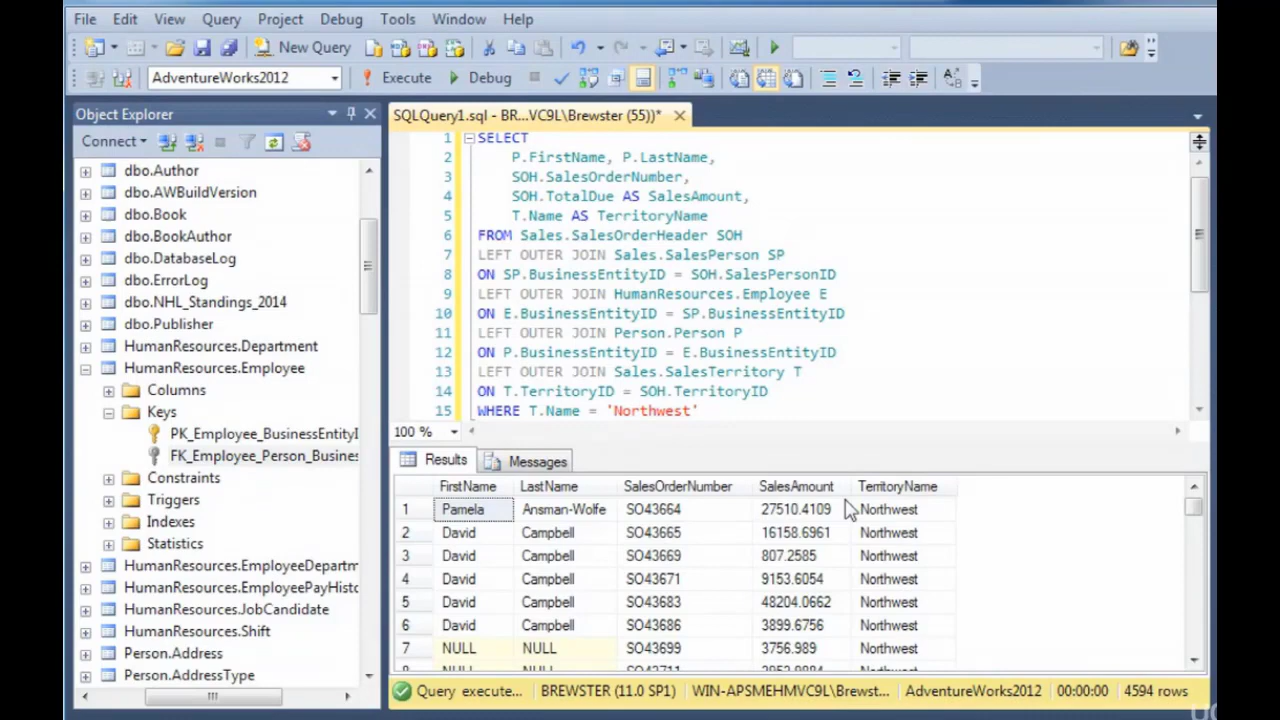 File Edit View Query Project Debug Tools Window Help
New Query
AdventureWorks2012 Execute Debug
Object Explorer
Connect
dbo.Author
dbo.AWBuildVersion
dbo.Book
dbo.BookAuthor
dbo.DatabaseLog
dbo.ErrorLog
dbo.NHL_Standings_2014
dbo.Publisher
HumanResources.Department
HumanResources.Employee
Columns
Keys
PK_Employee_BusinessEntityI
FK_Employee_Person_Busines
Constraints
Triggers
Indexes
Statistics
HumanResources.EmployeeDepartm
HumanResources.EmployeePayHisto
HumanResources.JobCandidate
HumanResources.Shift
Person.Address
Person.AddressType
SQLQuery1.sql - BR...VC9L\Brewster (55))*
1 SELECT
2 P.FirstName, P.LastName,
3 SOH.SalesOrderNumber,
4 SOH.TotalDue AS SalesAmount,
5 T.Name AS TerritoryName
6 FROM Sales.SalesOrderHeader SOH
7 LEFT OUTER JOIN Sales.SalesPerson SP
8 ON SP.BusinessEntityID = SOH.SalesPersonID
9 LEFT OUTER JOIN HumanResources.Employee E
10 ON E.BusinessEntityID = SP.BusinessEntityID
11 LEFT OUTER JOIN Person.Person P
12 ON P.BusinessEntityID = E.BusinessEntityID
13 LEFT OUTER JOIN Sales.SalesTerritory T
14 ON T.TerritoryID = SOH.TerritoryID
15 WHERE T.Name = 'Northwest'
100 %
Results Messages
FirstName LastName SalesOrderNumber SalesAmount TerritoryName
1 Pamela Ansman-Wolfe SO43664 27510.4109 Northwest
2 David Campbell SO43665 16158.6961 Northwest
3 David Campbell SO43669 807.2585 Northwest
4 David Campbell SO43671 9153.6054 Northwest
5 David Campbell SO43683 48204.0662 Northwest
6 David Campbell SO43686 3899.6756 Northwest
7 NULL NULL SO43699 3756.989 Northwest
Query execute... BREWSTER (11.0 SP1) WIN-APSMEHMVC9L\Brewst... AdventureWorks2012 00:00:00 4594 rows